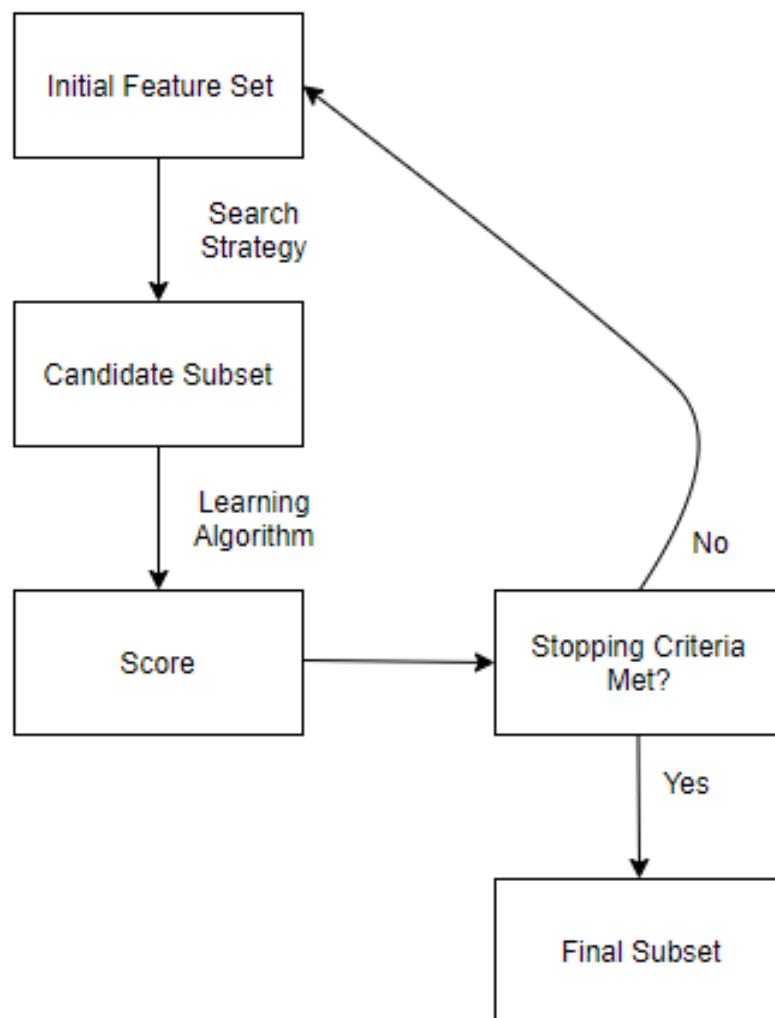 Initial Feature Set
Search
Strategy
Candidate Subset
Learning
Algorithm
No
Score
Stopping Criteria
Met?
Yes
Final Subset